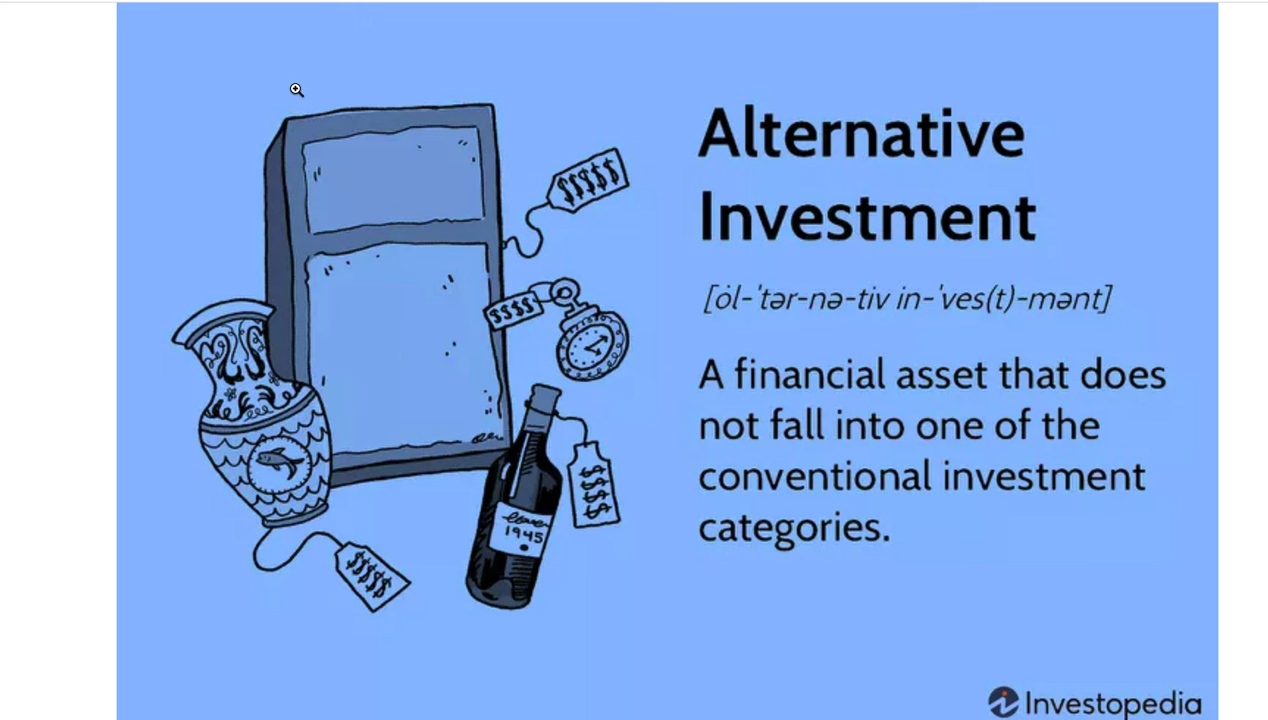 Alternative
Investment
[ȯl-ˈtər-nə-tiv in-ˈves(t)-mənt]
A financial asset that does
not fall into one of the
conventional investment
categories.
$$$$$
$$$$
$$$$
1945
$$$$$
Investopedia